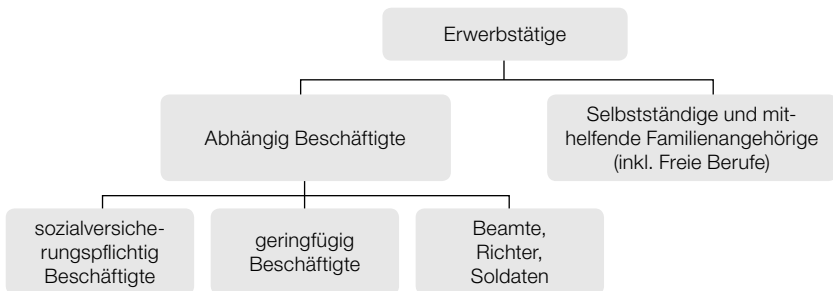 Erwerbstätige
Abhängig Beschäftigte
Selbstständige und mit-
helfende Familienangehörige
(inkl. Freie Berufe)
sozialversiche-
rungspflichtig
Beschäftigte
geringfügig
Beschäftigte
Beamte,
Richter,
Soldaten